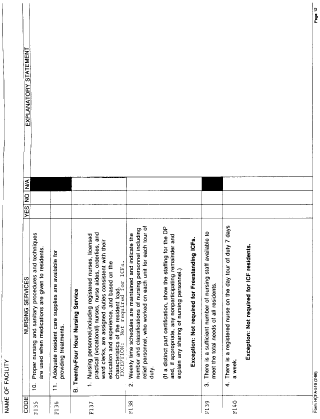 NAME OF FACILITY
CODE
NURSING SERVICES
YES
NO
N/A
EXPLANATORY STATEMENT
F135
10. Proper nursing and sanitary procedures and techniques
are used when medications are given to residents.
F136
11. Adequate resident care supplies are available for
providing treatments.
B. Twenty-Four Hour Nursing Service
F137
1. Nursing personnel, including registered nurses, licensed
practical (vocational) nurses, nurse aides, orderlies, and
ward clerks, are assigned duties consistent with their
education and experience, and based on the
characteristics of the resident load.
EXCEPTION: Not required for ICFs.
F138
2. Weekly time schedules are maintained and indicate the
number and classification of nursing personnel including
relief personnel, who worked on each unit for each tour of
duty.
(If a distinct part certification, show the staffing for the DP
and, if appropriate, any nonparticipating remainder and
explain any sharing of nursing personnel.)
Exception: Not required for Freestanding ICFs.
F139
3. There is a sufficient number of nursing staff available to
meet the total needs of all residents.
F140
4. There is a registered nurse on the day tour of duty 7 days
a week.
Exception: Not required for ICF residents.
Page 12